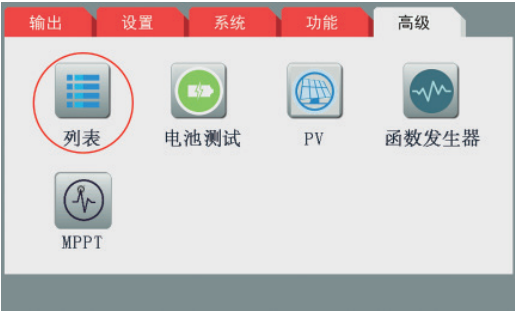 输出 设置 系统 功能 高级
列表 电池测试 PV 函数发生器
MPPT